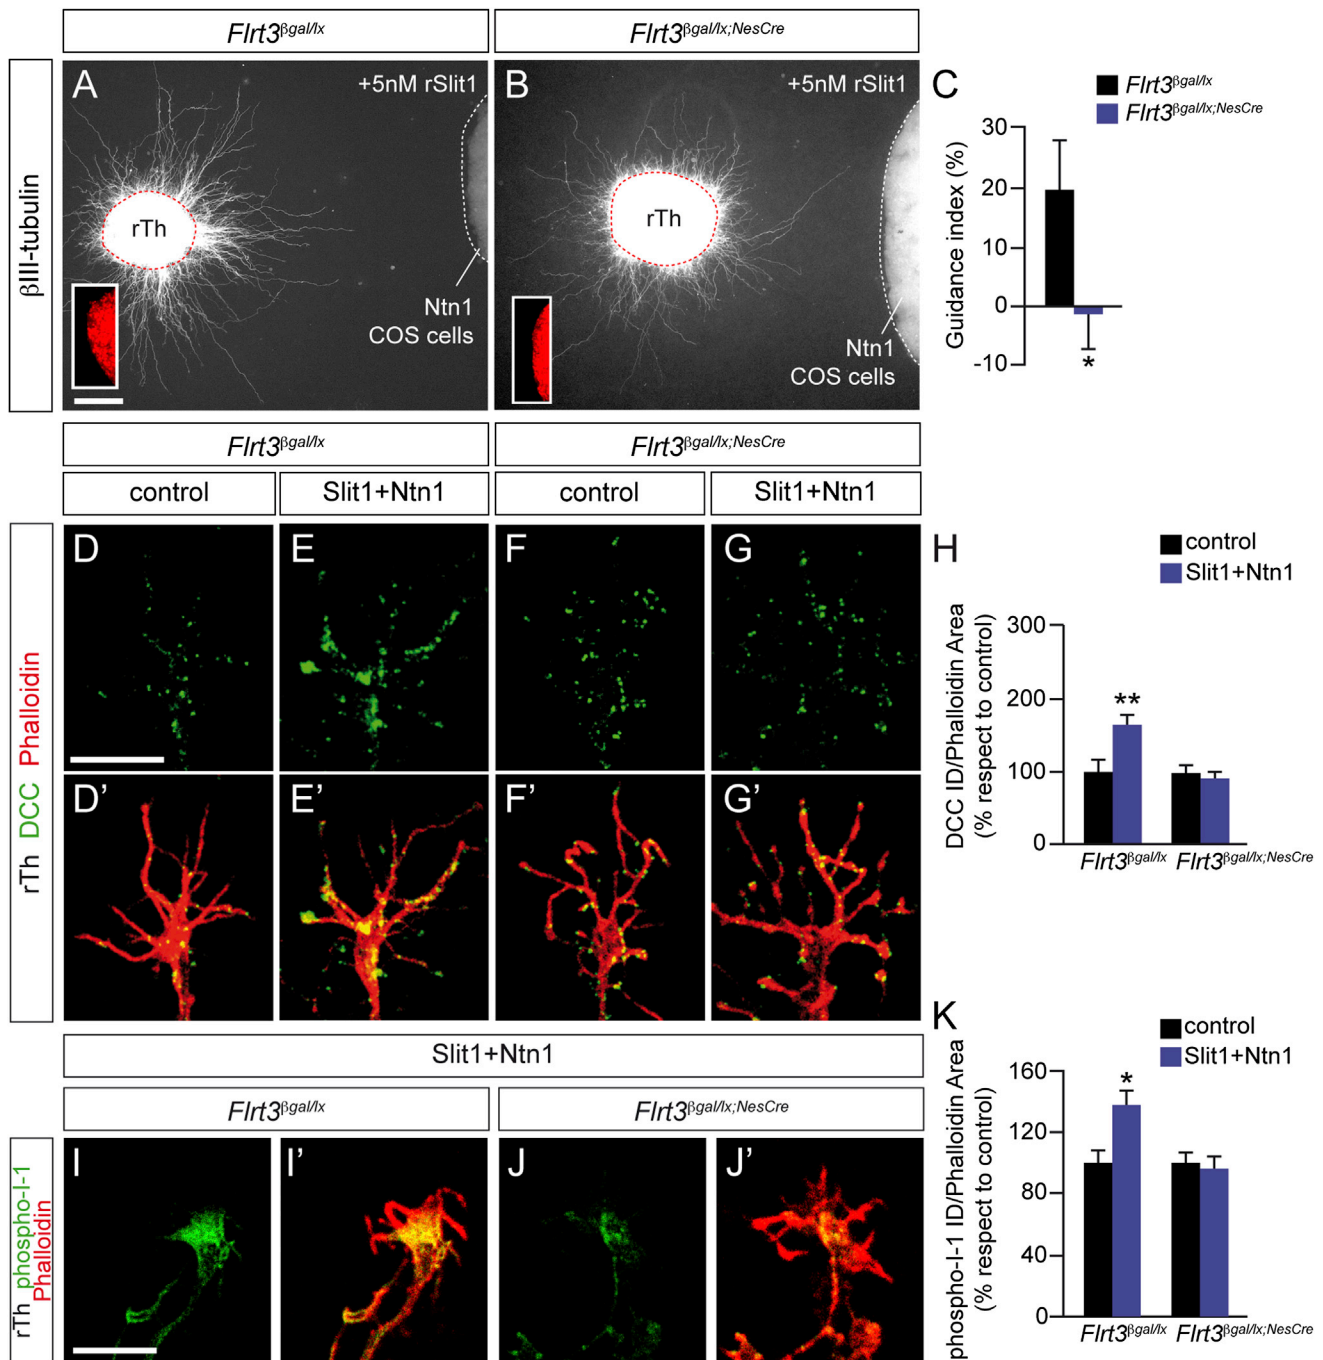 Flrt3βgal/lx
Flrt3βgal/lx;NesCre
βIII-tubulin
A
+5nM rSlit1
rTh
Ntn1
COS cells
B
+5nM rSlit1
rTh
Ntn1
COS cells
C
Flrt3βgal/lx
Flrt3βgal/lx;NesCre
Guidance index (%)
30
20
10
0
-10
*
Flrt3βgal/lx
Flrt3βgal/lx;NesCre
control
Slit1+Ntn1
control
Slit1+Ntn1
rTh DCC Phalloidin
D
E
F
G
D’
E’
F’
G’
H
control
Slit1+Ntn1
DCC ID/Phalloidin Area
(% respect to control)
300
200
100
0
**
Flrt3βgal/lx
Flrt3βgal/lx;NesCre
Slit1+Ntn1
Flrt3βgal/lx
Flrt3βgal/lx;NesCre
rTh phospho-I-1
Phalloidin
I
I’
J
J’
K
control
Slit1+Ntn1
phospho-I-1 ID/Phalloidin Area
(% respect to control)
160
120
80
40
0
*
Flrt3βgal/lx
Flrt3βgal/lx;NesCre